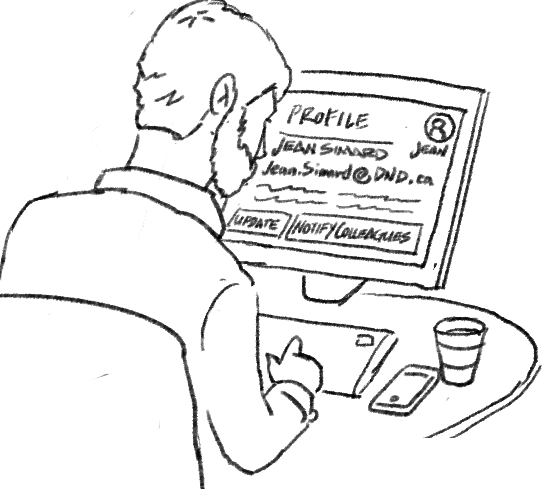 PROFILE
JEAN SIMARD
JEAN
Jean.Simard@DND.ca
UPDATE
NOTIFY COLLEAGUES